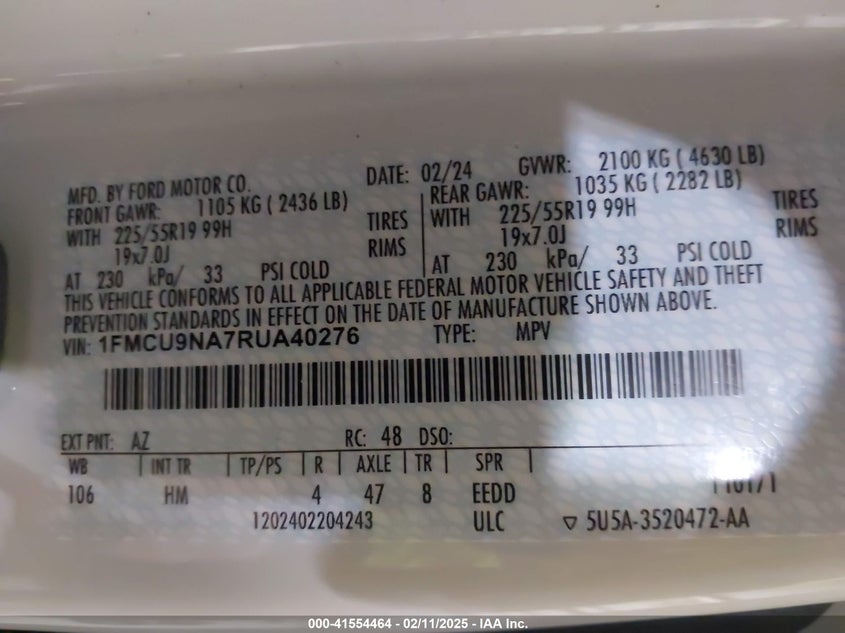 MFD. BY FORD MOTOR CO. DATE: 02/24 GVWR: 2100 KG ( 4630 LB)
FRONT GAWR: 1105 KG ( 2436 LB) REAR GAWR: 1035 KG ( 2282 LB)
WITH 225/55R19 99H TIRES WITH 225/55R19 99H TIRES
19x7.0J RIMS 19x7.0J RIMS
AT 230 kPa/ 33 PSI COLD AT 230 kPa/ 33 PSI COLD
THIS VEHICLE CONFORMS TO ALL APPLICABLE FEDERAL MOTOR VEHICLE SAFETY AND THEFT
PREVENTION STANDARDS IN EFFECT ON THE DATE OF MANUFACTURE SHOWN ABOVE.
VIN: 1FMCU9NA7RUA40276 TYPE: MPV
EXT PNT: AZ RC: 48 DSO:
WB INT TR TP/PS R AXLE TR SPR
106 HM 4 47 8 EEDD
1202402204243 ULC ▽ 5U5A-3520472-AA
000-41554464 - 02/11/2025 - IAA Inc.